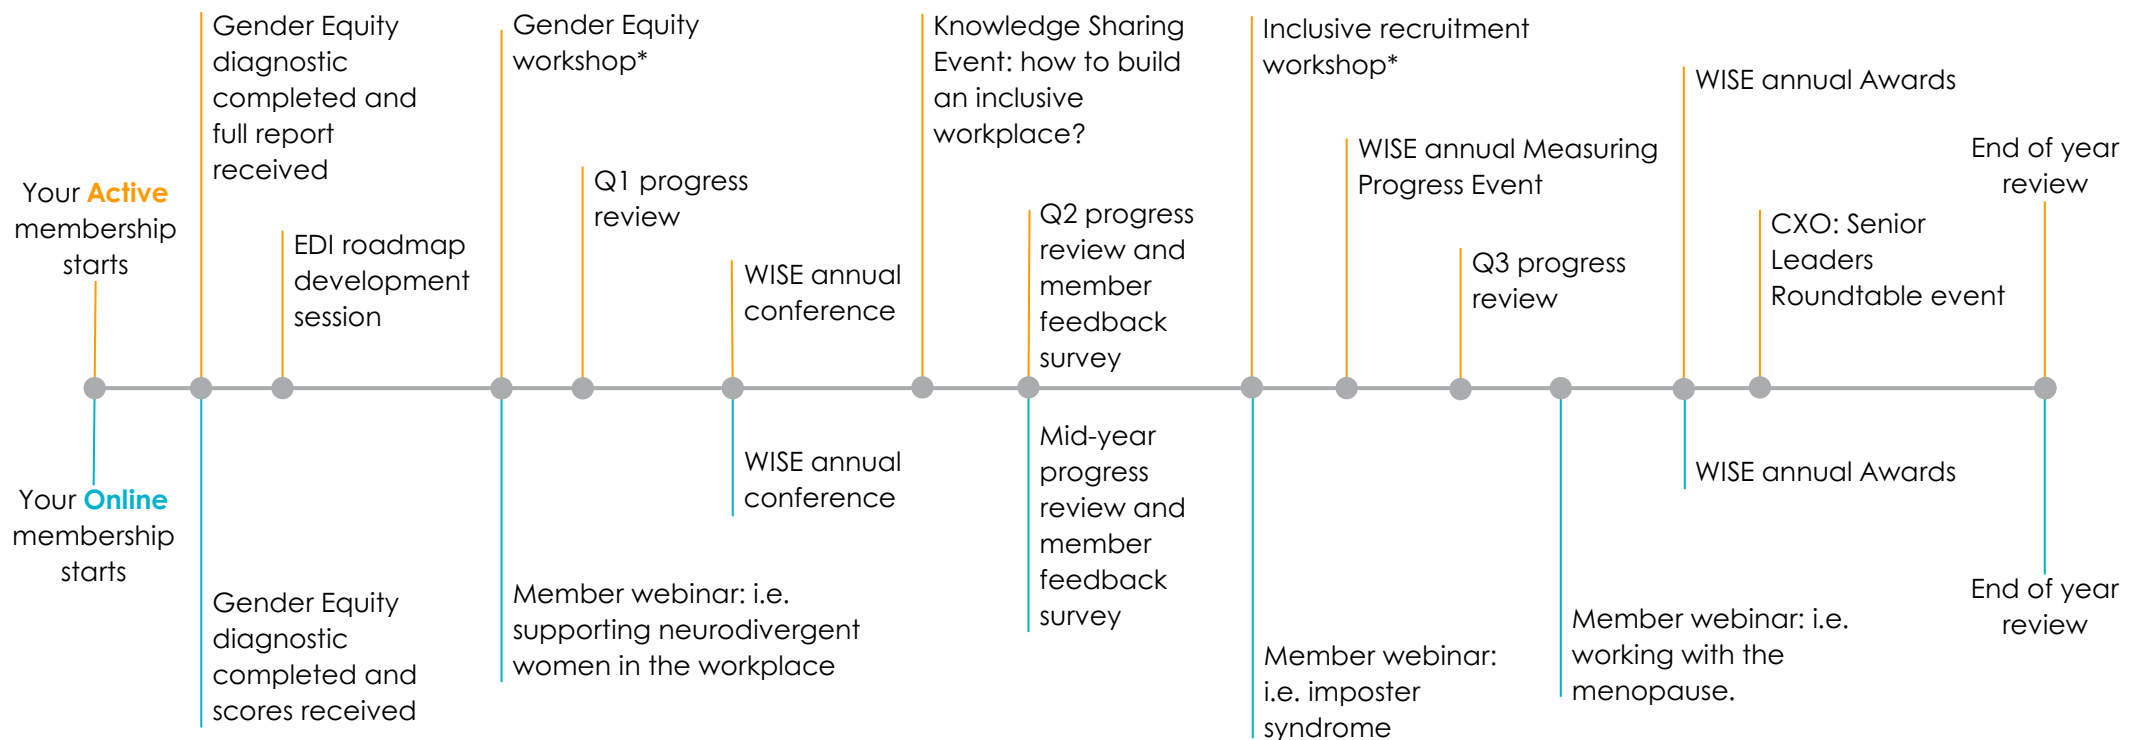 Your Active
membership
starts
Gender Equity
diagnostic
completed and
full report
received
EDI roadmap
development
session
Gender Equity
workshop*
Q1 progress
review
WISE annual
conference
Knowledge Sharing
Event: how to build
an inclusive
workplace?
Q2 progress
review and
member
feedback
survey
Inclusive recruitment
workshop*
WISE annual Measuring
Progress Event
Q3 progress
review
WISE annual Awards
CXO: Senior
Leaders
Roundtable event
End of year
review
Your Online
membership
starts
Gender Equity
diagnostic
completed and
scores received
Member webinar: i.e.
supporting neurodivergent
women in the workplace
WISE annual
conference
Mid-year
progress
review and
member
feedback
survey
Member webinar:
i.e. imposter
syndrome
Member webinar: i.e.
working with the
menopause.
WISE annual Awards
End of year
review